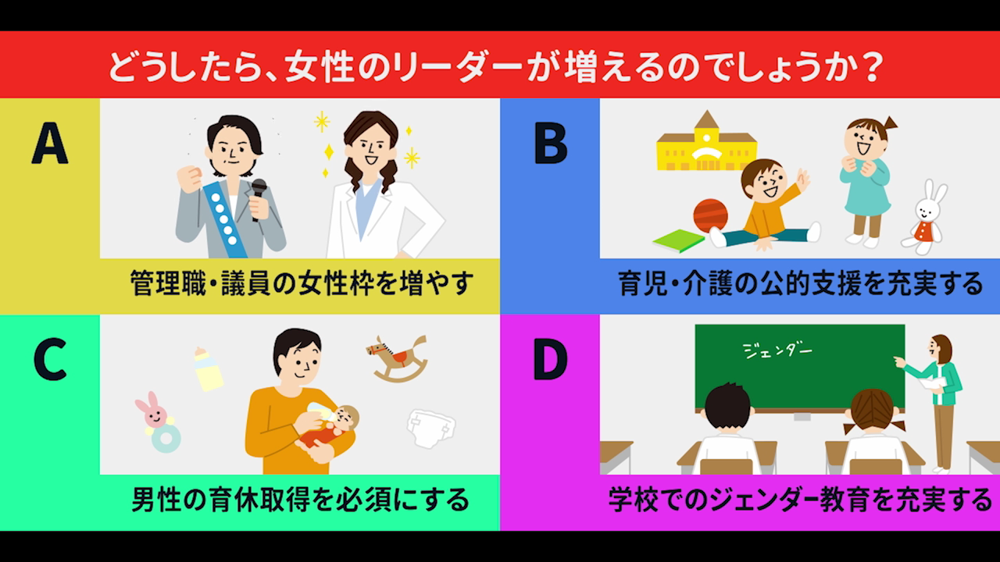 どうしたら、女性のリーダーが増えるのでしょうか？
A
管理職・議員の女性枠を増やす
B
育児・介護の公的支援を充実する
C
男性の育休取得を必須にする
D
ジェンダー
学校でのジェンダー教育を充実する